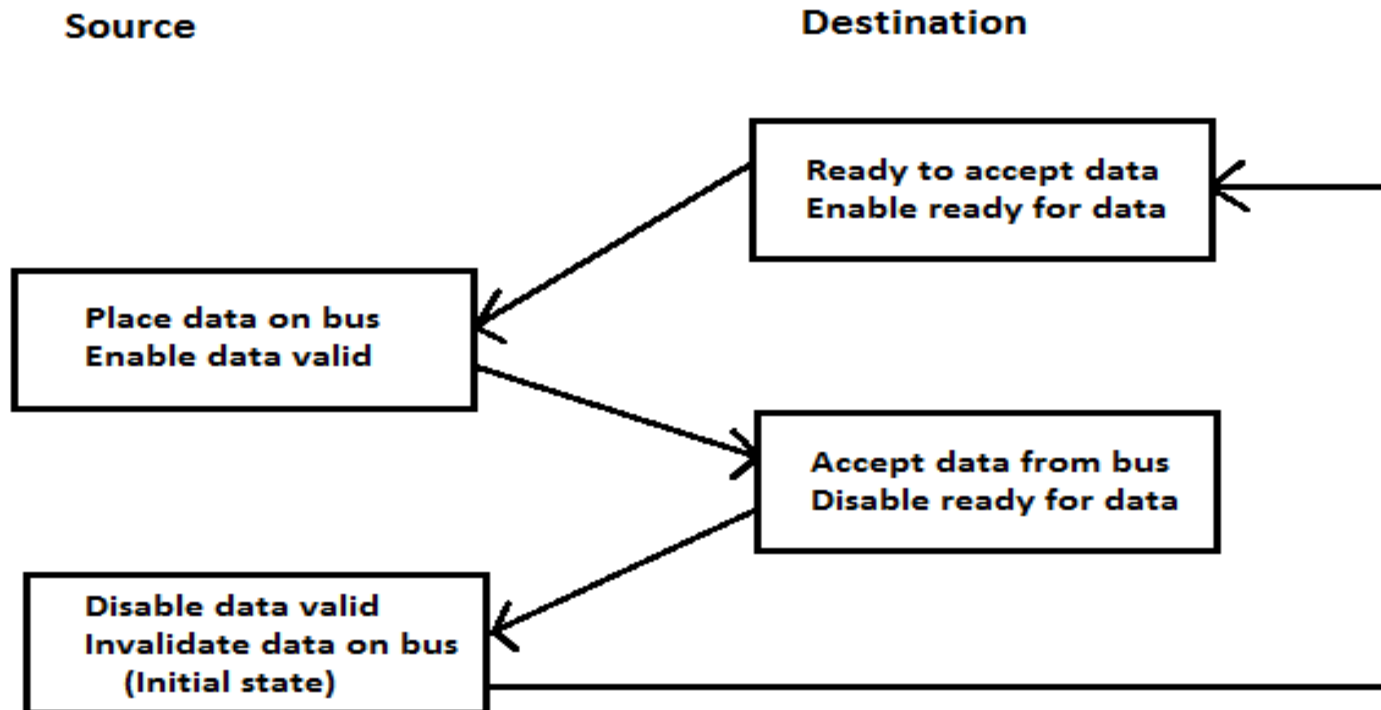 Source
Destination
Ready to accept data
Enable ready for data
Place data on bus
Enable data valid
Accept data from bus
Disable ready for data
Disable data valid
Invalidate data on bus
(Initial state)